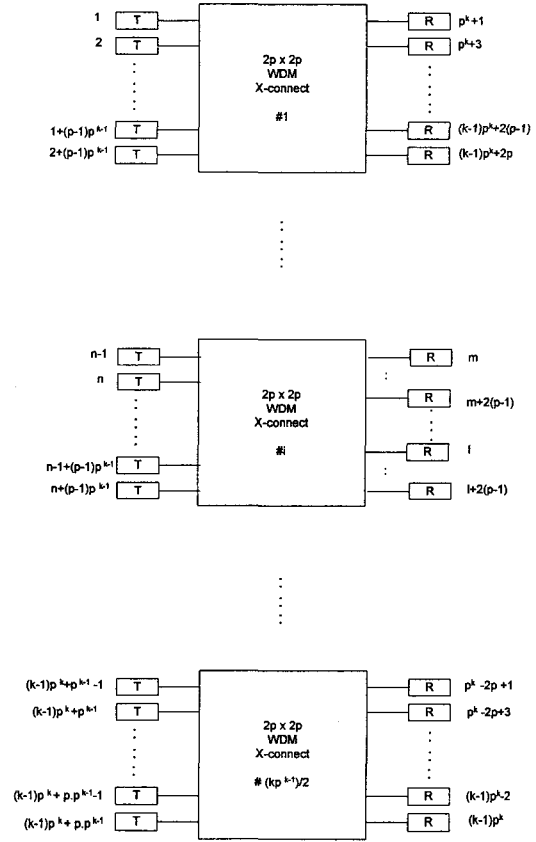 1 T R p^k+1
2 T R p^k+3
2p x 2p
WDM
X-connect
#1
1+(p-1)p^k-1 T R (k-1)p^k+2(p-1)
2+(p-1)p^k-1 T R (k-1)p^k+2p
n-1 T R m
n T R m+2(p-1)
2p x 2p
WDM
X-connect
#i
n-1+(p-1)p^k-1 T R l
n+(p-1)p^k-1 T R l+2(p-1)
(k-1)p^k+p^k-1-1 T R p^k-2p+1
(k-1)p^k+p^k-1 T R p^k-2p+3
2p x 2p
WDM
X-connect
# (kp^k-1)/2
(k-1)p^k+ p.p^k-1-1 T R (k-1)p^k-2
(k-1)p^k+ p.p^k-1 T R (k-1)p^k